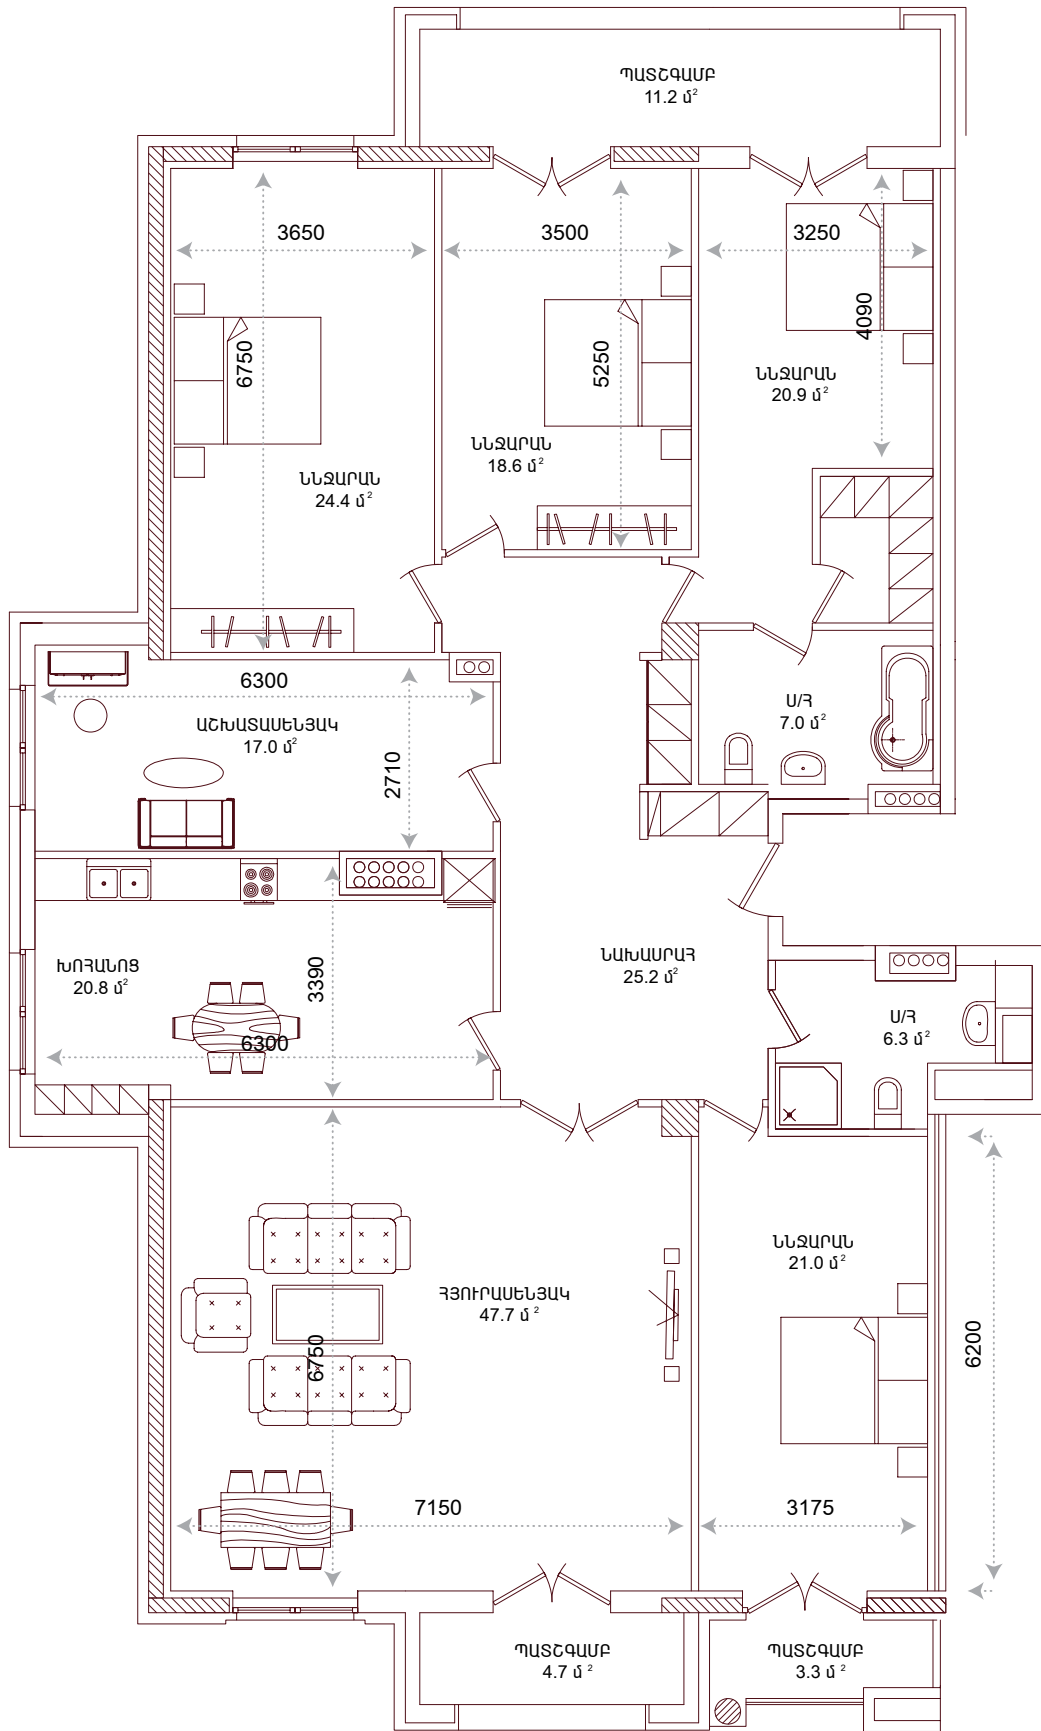 ՊԱՏՇԳԱՄԲ
11.2 մ²
3650
3500
3250
6750
5250
4090
ՆՆՋԱՐԱՆ
20.9 մ²
ՆՆՋԱՐԱՆ
18.6 մ²
ՆՆՋԱՐԱՆ
24.4 մ²
6300
ԱՇԽԱՏԱՍԵՆՅԱԿ
17.0 մ²
2710
Ս/Հ
7.0 մ²
ԽՈՀԱՆՈՑ
20.8 մ²
3390
6300
ՆԱԽԱՍՐԱՀ
25.2 մ²
Ս/Հ
6.3 մ²
ՀՅՈՒՐԱՍԵՆՅԱԿ
47.7 մ²
6750
ՆՆՋԱՐԱՆ
21.0 մ²
6200
7150
3175
ՊԱՏՇԳԱՄԲ
4.7 մ²
ՊԱՏՇԳԱՄԲ
3.3 մ²